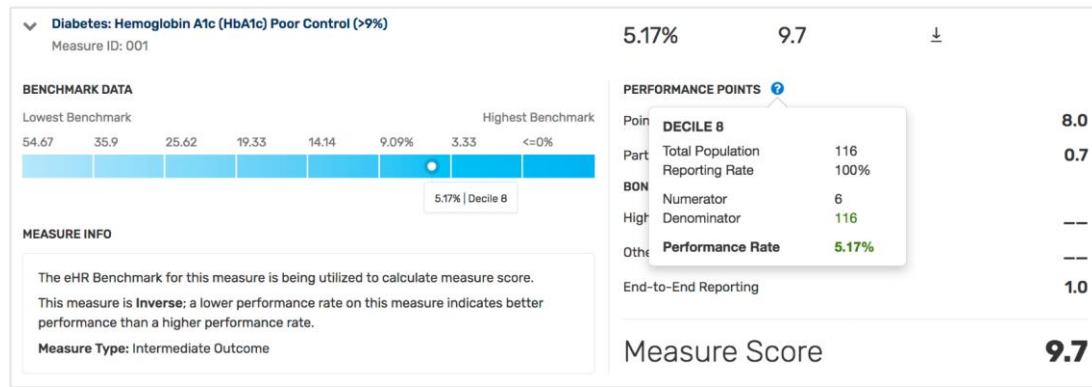 Diabetes: Hemoglobin A1c (HbA1c) Poor Control (>9%)
Measure ID: 001
5.17% 9.7
BENCHMARK DATA
Lowest Benchmark Highest Benchmark
54.67 35.9 25.62 19.33 14.14 9.09% 3.33 <=0%
5.17% | Decile 8
MEASURE INFO
The eHR Benchmark for this measure is being utilized to calculate measure score.
This measure is Inverse; a lower performance rate on this measure indicates better
performance than a higher performance rate.
Measure Type: Intermediate Outcome
PERFORMANCE POINTS ?
8.0
0.7
DECILE 8
Total Population 116
Reporting Rate 100%
Numerator 6
Denominator 116
Performance Rate 5.17%
--
--
End-to-End Reporting 1.0
Measure Score 9.7